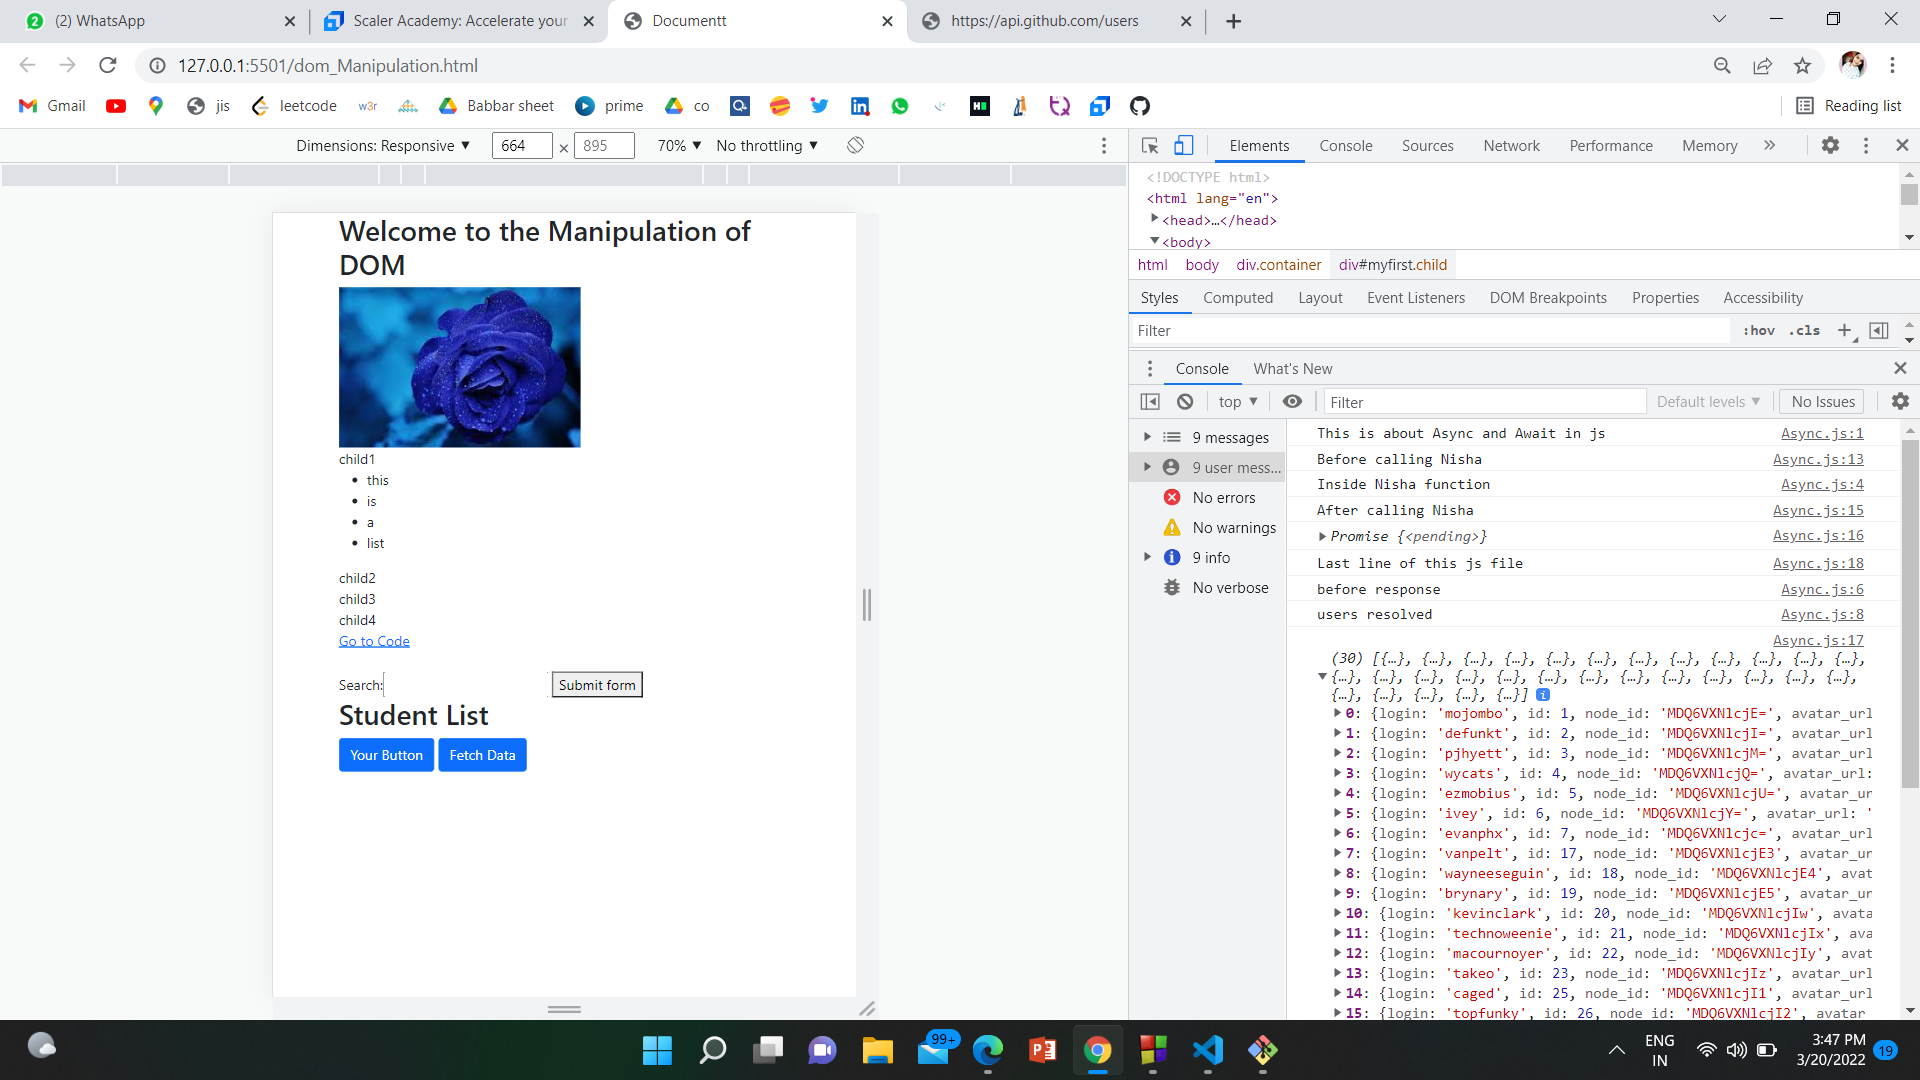 (2) WhatsApp
Scaler Academy: Accelerate your
Documentt
https://api.github.com/users
127.0.0.1:5501/dom_Manipulation.html
Gmail
jis
leetcode
w3r
Babbar sheet
prime
co
Reading list
Dimensions: Responsive ▼ 664 × 895 70% ▼ No throttling ▼
Welcome to the Manipulation of
DOM
child1
• this
• is
• a
• list
child2
child3
child4
Go to Code
Search:
Submit form
Student List
Your Button
Fetch Data
Elements Console Sources Network Performance Memory »
<!DOCTYPE html>
<html lang="en">
▶<head>…</head>
▼<body>
html body div.container div#myfirst.child
Styles Computed Layout Event Listeners DOM Breakpoints Properties Accessibility
Filter :hov .cls +
Console What's New
top ▼ Filter Default levels ▼ No Issues
9 messages
9 user mess...
No errors
No warnings
9 info
No verbose
This is about Async and Await in js Async.js:1
Before calling Nisha Async.js:13
Inside Nisha function Async.js:4
After calling Nisha Async.js:15
▶Promise {<pending>} Async.js:16
Last line of this js file Async.js:18
before response Async.js:6
users resolved Async.js:8
Async.js:17
(30) [{…}, {…}, {…}, {…}, {…}, {…}, {…}, {…}, {…}, {…}, {…}, {…},
{…}, {…}, {…}, {…}, {…}, {…}, {…}, {…}, {…}, {…}, {…}, {…}, {…},
{…}, {…}, {…}, {…}, {…}] i
▶0: {login: 'mojombo', id: 1, node_id: 'MDQ6VXNlcjE=', avatar_url
▶1: {login: 'defunkt', id: 2, node_id: 'MDQ6VXNlcjI=', avatar_url
▶2: {login: 'pjhyett', id: 3, node_id: 'MDQ6VXNlcjM=', avatar_url
▶3: {login: 'wycats', id: 4, node_id: 'MDQ6VXNlcjQ=', avatar_url:
▶4: {login: 'ezmobius', id: 5, node_id: 'MDQ6VXNlcjU=', avatar_ur
▶5: {login: 'ivey', id: 6, node_id: 'MDQ6VXNlcjY=', avatar_url: '
▶6: {login: 'evanphx', id: 7, node_id: 'MDQ6VXNlcjc=', avatar_url
▶7: {login: 'vanpelt', id: 17, node_id: 'MDQ6VXNlcjE3', avatar_ur
▶8: {login: 'wayneeseguin', id: 18, node_id: 'MDQ6VXNlcjE4', avat
▶9: {login: 'brynary', id: 19, node_id: 'MDQ6VXNlcjE5', avatar_ur
▶10: {login: 'kevinclark', id: 20, node_id: 'MDQ6VXNlcjIw', avata
▶11: {login: 'technoweenie', id: 21, node_id: 'MDQ6VXNlcjIx', ava
▶12: {login: 'macournoyer', id: 22, node_id: 'MDQ6VXNlcjIy', avat
▶13: {login: 'takeo', id: 23, node_id: 'MDQ6VXNlcjIz', avatar_url
▶14: {login: 'caged', id: 25, node_id: 'MDQ6VXNlcjI1', avatar_url
▶15: {login: 'topfunky', id: 26, node_id: 'MDQ6VXNlcjI2', avatar
99+
ENG
IN
3:47 PM
3/20/2022
19